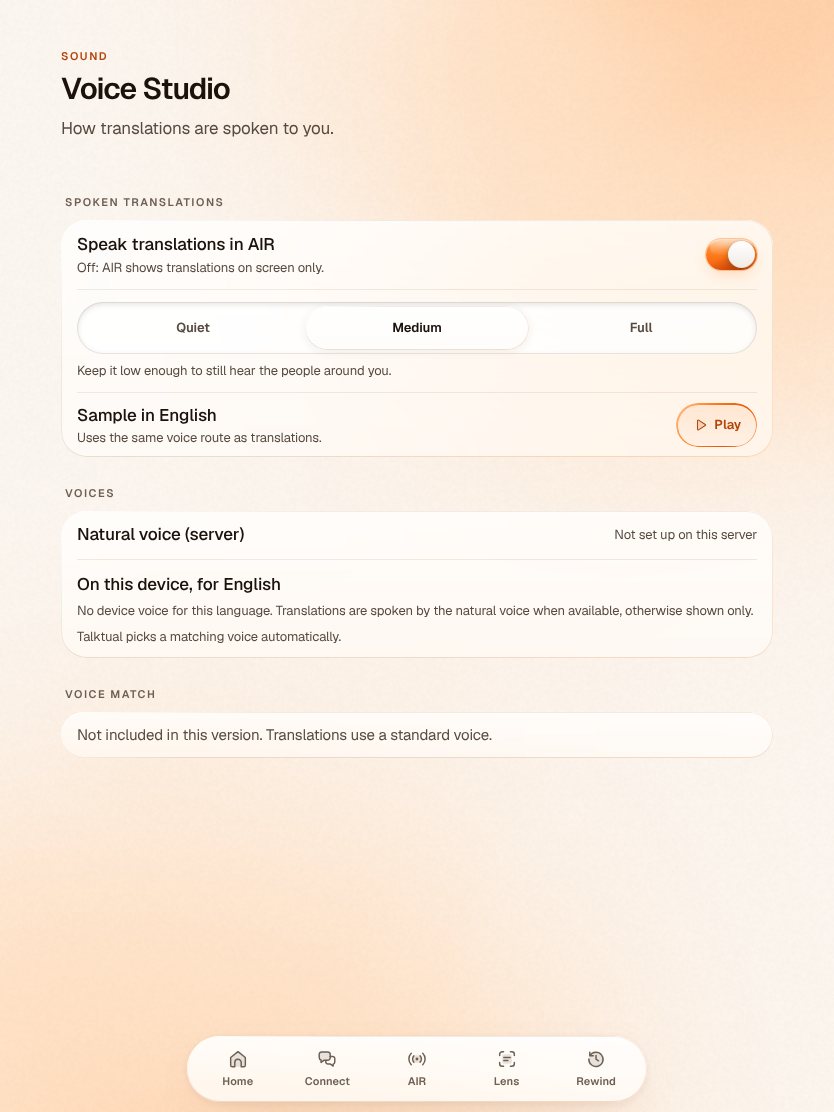 SOUND
Voice Studio
How translations are spoken to you.
SPOKEN TRANSLATIONS
Speak translations in AIR
Off: AIR shows translations on screen only.
Quiet
Medium
Full
Keep it low enough to still hear the people around you.
Sample in English
Uses the same voice route as translations.
Play
VOICES
Natural voice (server)
Not set up on this server
On this device, for English
No device voice for this language. Translations are spoken by the natural voice when available, otherwise shown only.
Talktual picks a matching voice automatically.
VOICE MATCH
Not included in this version. Translations use a standard voice.
Home
Connect
AIR
Lens
Rewind